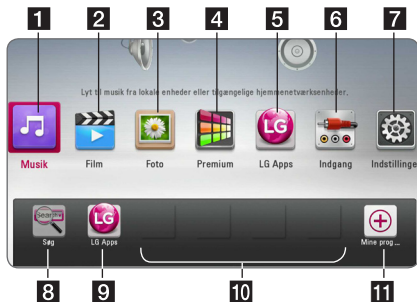 1 2 3 4 5 6 7
Lyt til musik fra lokale enheder eller tilgængelige hjemmenetværksenheder.
LG
Musik Film Foto Premium LG Apps Indgang Indstillinge
Search LG
Søg LG Apps Mine prog...
8 9 10 11